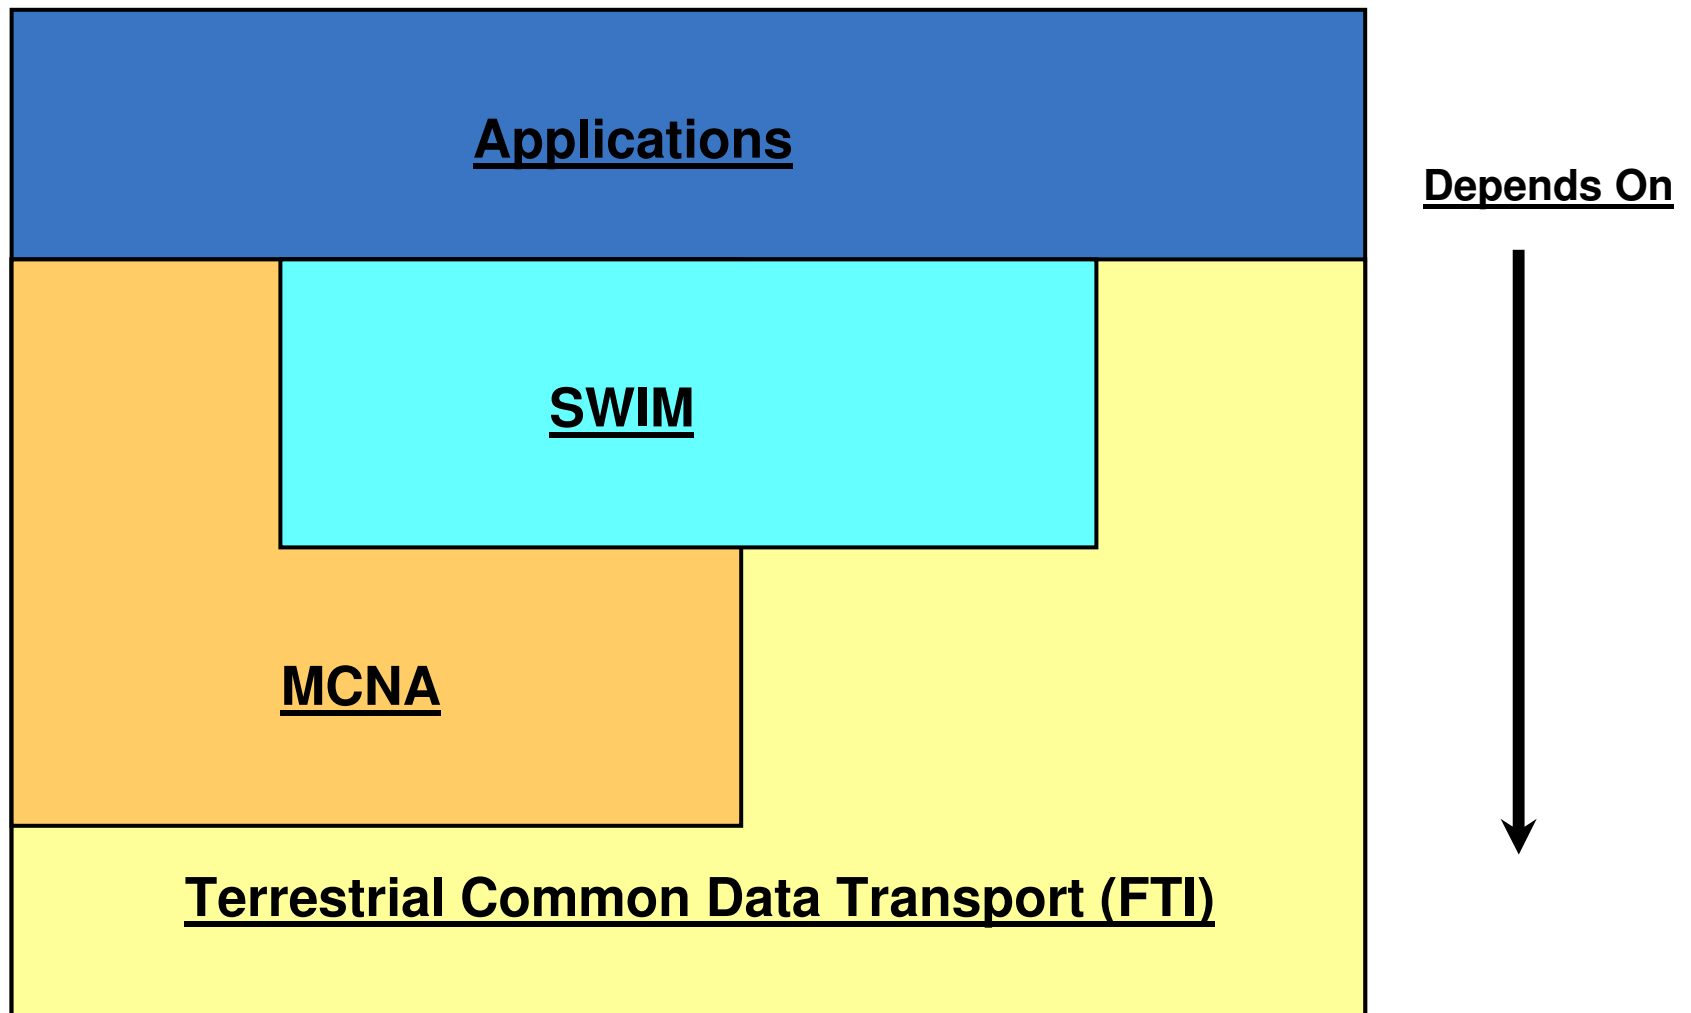 Applications
Depends On
SWIM
MCNA
Terrestrial Common Data Transport (FTI)